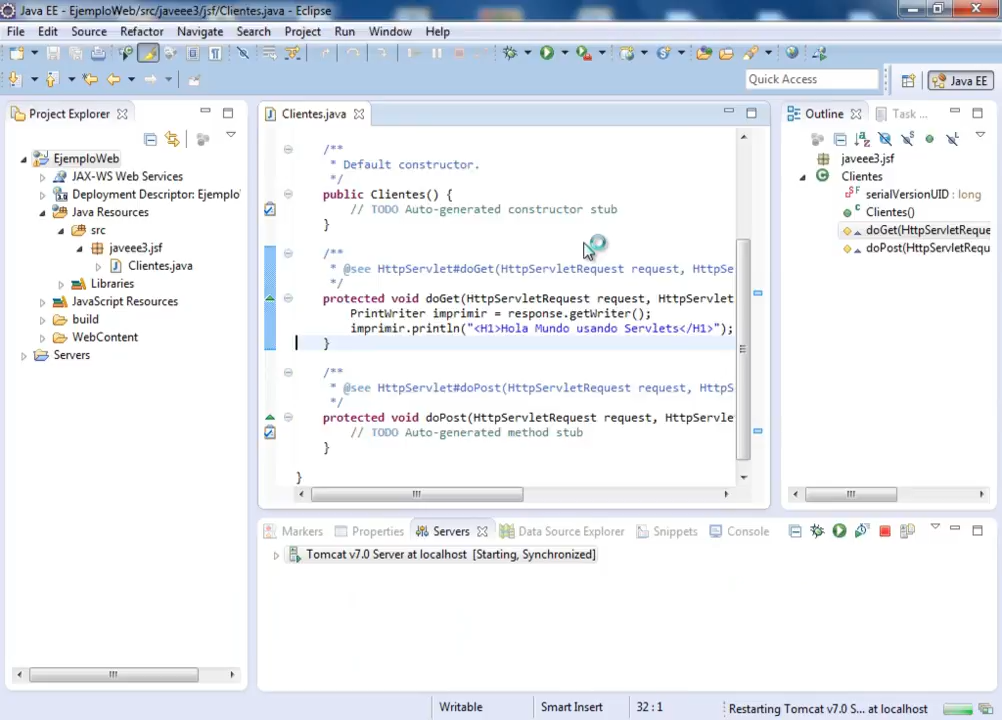 Java EE - EjemploWeb/src/javeee3/jsf/Clientes.java - Eclipse
File Edit Source Refactor Navigate Search Project Run Window Help
Quick Access
Java EE
Project Explorer
EjemploWeb
JAX-WS Web Services
Deployment Descriptor: Ejemplo
Java Resources
src
javeee3.jsf
Clientes.java
Libraries
JavaScript Resources
build
WebContent
Servers
Clientes.java
/**
* Default constructor.
*/
public Clientes() {
// TODO Auto-generated constructor stub
}
/**
* @see HttpServlet#doGet(HttpServletRequest request, HttpSe
*/
protected void doGet(HttpServletRequest request, HttpServlet
PrintWriter imprimir = response.getWriter();
imprimir.println("<H1>Hola Mundo usando Servlets</H1>");
}
/**
* @see HttpServlet#doPost(HttpServletRequest request, HttpS
*/
protected void doPost(HttpServletRequest request, HttpServle
// TODO Auto-generated method stub
}
}
Outline
Task ...
javeee3.jsf
Clientes
serialVersionUID : long
Clientes()
doGet(HttpServletReque
doPost(HttpServletRequ
Markers Properties Servers Data Source Explorer Snippets Console
Tomcat v7.0 Server at localhost [Starting, Synchronized]
Writable
Smart Insert
32 : 1
Restarting Tomcat v7.0 S... at localhost